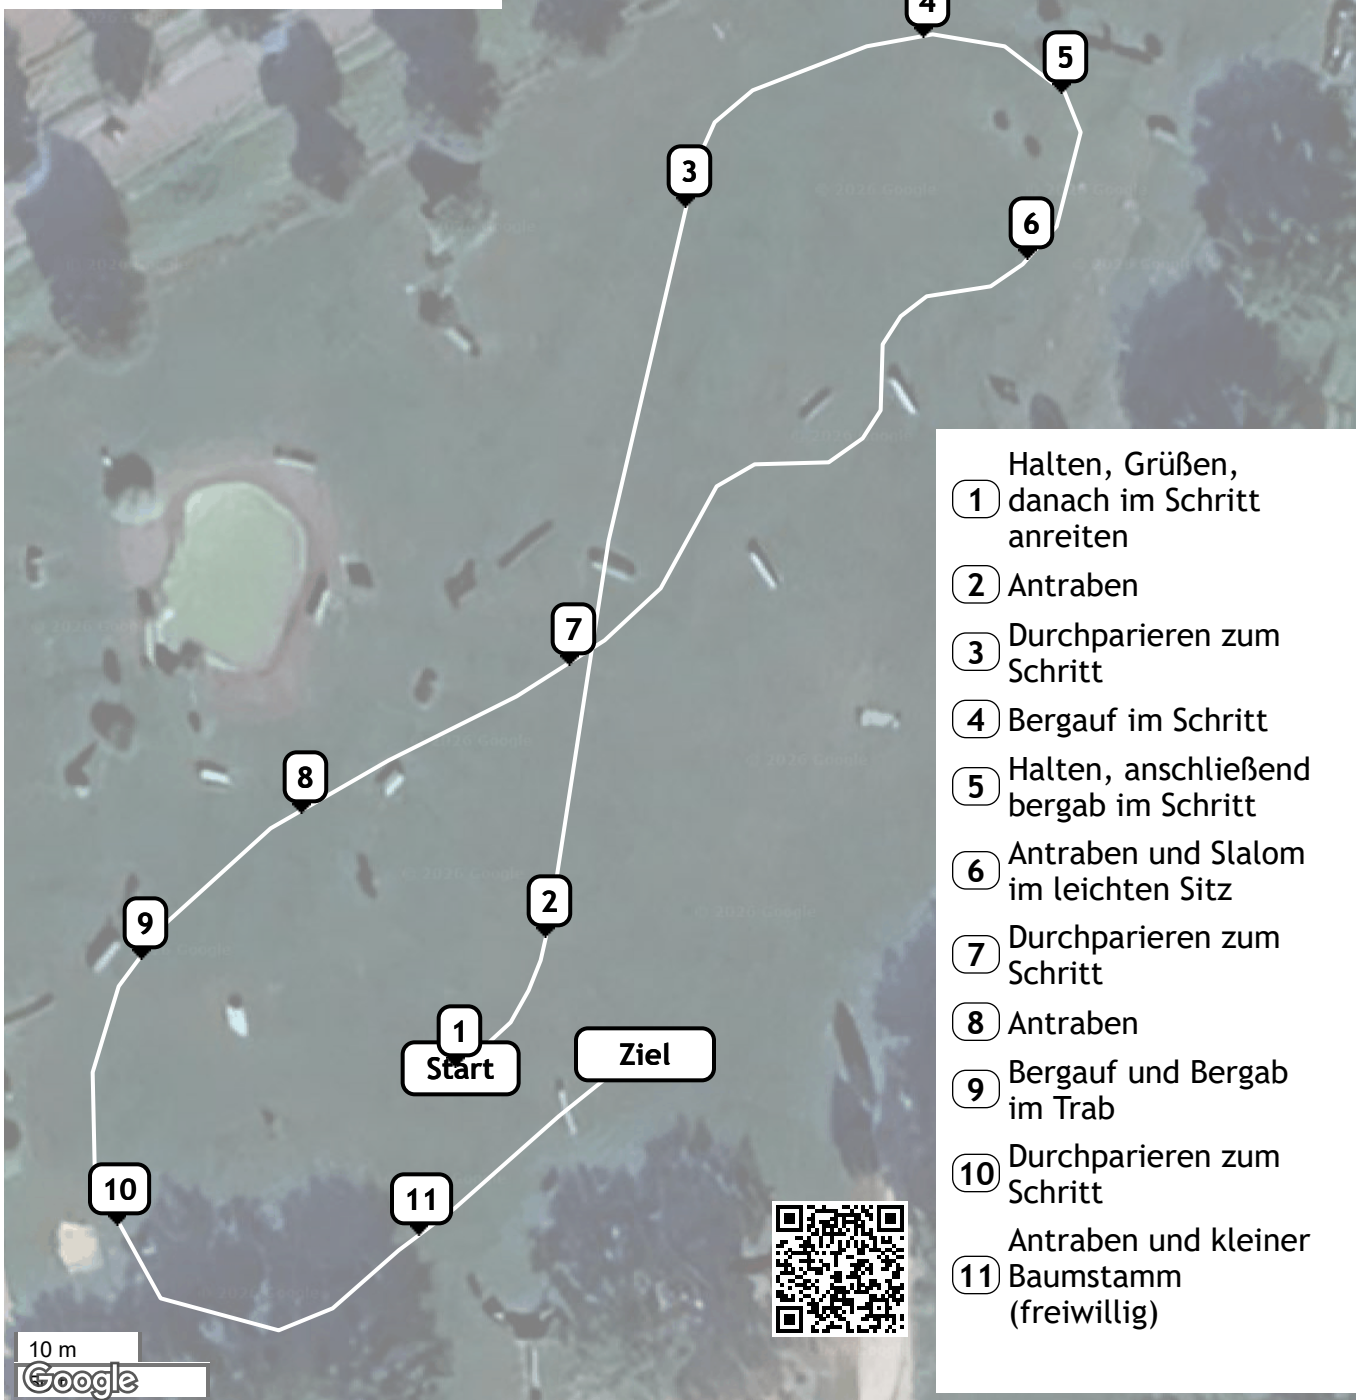 4
5
3
6
7
8
2
9
1
Start
Ziel
10
11
1 Halten, Grüßen,
danach im Schritt
anreiten
2 Antraben
3 Durchparieren zum
Schritt
4 Bergauf im Schritt
5 Halten, anschließend
bergab im Schritt
6 Antraben und Slalom
im leichten Sitz
7 Durchparieren zum
Schritt
8 Antraben
9 Bergauf und Bergab
im Trab
10 Durchparieren zum
Schritt
11 Antraben und kleiner
Baumstamm
(freiwillig)
10 m
Google